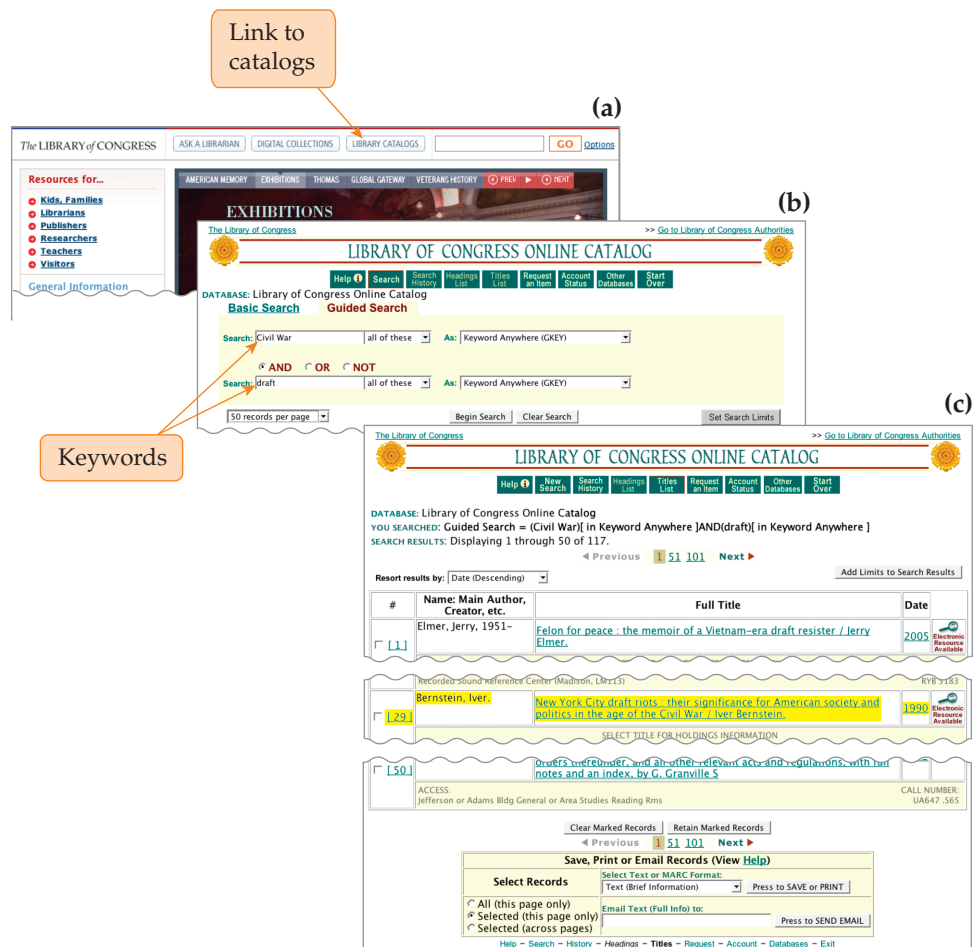 Link to
catalogs
(a)
The LIBRARY of CONGRESS
ASK A LIBRARIAN
DIGITAL COLLECTIONS
LIBRARY CATALOGS
GO
Options
Resources for...
Kids, Families
Librarians
Publishers
Researchers
Teachers
Visitors
General Information
AMERICAN MEMORY EXHIBITIONS THOMAS GLOBAL GATEWAY VETERANS HISTORY PREV NEXT
EXHIBITIONS
(b)
The Library of Congress >> Go to Library of Congress Authorities
LIBRARY OF CONGRESS ONLINE CATALOG
Help Search Search History Headings List Titles List Request an Item Account Status Other Databases Start Over
DATABASE: Library of Congress Online Catalog
Basic Search Guided Search
Search: Civil War all of these As: Keyword Anywhere (GKEY)
AND OR NOT
Search: draft all of these As: Keyword Anywhere (GKEY)
50 records per page Begin Search Clear Search Set Search Limits
Keywords
(c)
The Library of Congress >> Go to Library of Congress Authorities
LIBRARY OF CONGRESS ONLINE CATALOG
Help New Search Search History Headings List Titles List Request an Item Account Status Other Databases Start Over
DATABASE: Library of Congress Online Catalog
YOU SEARCHED: Guided Search = (Civil War)[ in Keyword Anywhere ]AND(draft)[ in Keyword Anywhere ]
SEARCH RESULTS: Displaying 1 through 50 of 117.
◄ Previous 1 51 101 Next ►
Resort results by: Date (Descending) Add Limits to Search Results
# Name: Main Author, Creator, etc. Full Title Date
[ 1 ] Elmer, Jerry, 1951- Felon for peace : the memoir of a Vietnam-era draft resister / Jerry
Elmer. 2005 Electronic Resource Available
Recorded Sound Reference Center (Madison, LM113) RYB 3183
[ 29 ] Bernstein, Iver. New York City draft riots : their significance for American society and
politics in the age of the Civil War / Iver Bernstein. 1990 Electronic Resource Available
SELECT TITLE FOR HOLDINGS INFORMATION
[ 50 ] orders thereunder, and all other relevant acts and regulations, with full
notes and an index, by G. Granville S
ACCESS: CALL NUMBER:
Jefferson or Adams Bldg General or Area Studies Reading Rms UA647 .S65
Clear Marked Records Retain Marked Records
◄ Previous 1 51 101 Next ►
Save, Print or Email Records (View Help)
Select Records
Select Text or MARC Format:
Text (Brief Information) Press to SAVE or PRINT
All (this page only)
Selected (this page only)
Selected (across pages)
Email Text (Full Info) to:
Press to SEND EMAIL
Help - Search - History - Headings - Titles - Request - Account - Databases - Exit